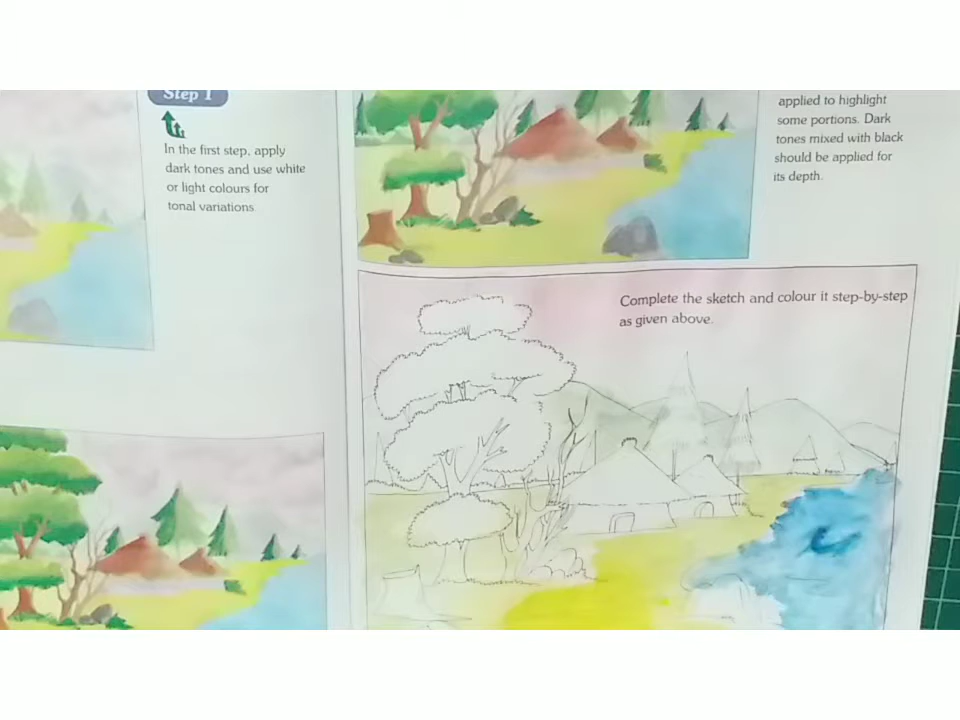 Step 1
In the first step, apply
dark tones and use white
or light colours for
tonal variations.
applied to highlight
some portions. Dark
tones mixed with black
should be applied for
its depth.
Complete the sketch and colour it step-by-step
as given above.